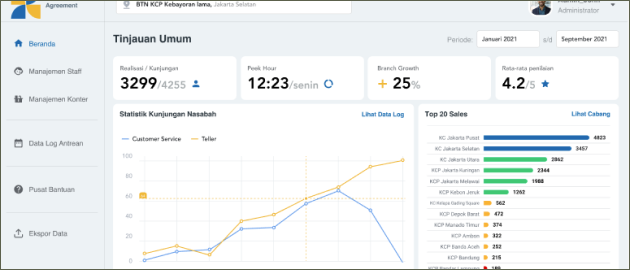 Agreement
BTN KCP Kebayoran lama, Jakarta Selatan
Administrator
Beranda
Manajemen Staff
Manajemen Konter
Data Log Antrean
Pusat Bantuan
Ekspor Data
Tinjauan Umum
Periode: Januari 2021 s/d September 2021
Realisasi / Kunjungan
3299/4255
Peek Hour
12:23/senin
Branch Growth
+ 25%
Rata-rata penilaian
4.2/5
Statistik Kunjungan Nasabah
Lihat Data Log
Customer Service
Teller
100
80
60
40
20
0
Top 20 Sales
Lihat Cabang
KC Jakarta Pusat 4823
KC Jakarta Selatan 3457
KC Jakarta Utara 2862
KCP Jakarta Kuningan 2344
KCP Jakarta Melawai 1988
KCP Kebon Jeruk 1262
KC Kelapa Gading Square 562
KCP Depok Barat 472
KCP Manado Timur 374
KCP Ambon 322
KCP Banda Aceh 252
KCP Bandung 215